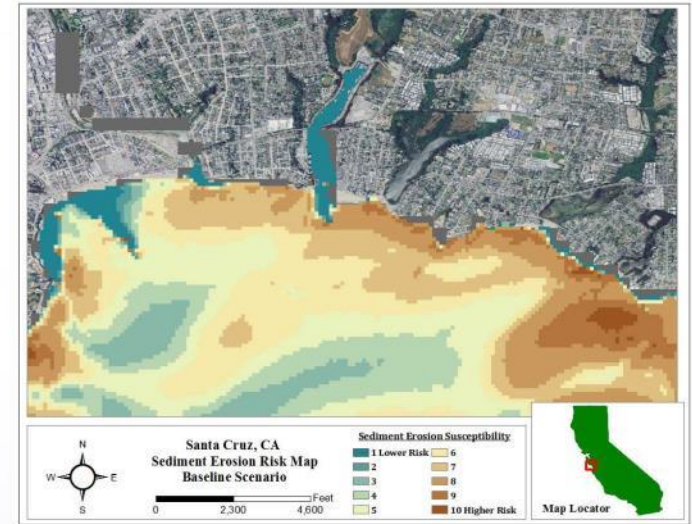 N
W E
S
Santa Cruz, CA
Sediment Erosion Risk Map
Baseline Scenario
Feet
0 2,300 4,600
Sediment Erosion Susceptibility
1 Lower Risk
2
3
4
5
6
7
8
9
10 Higher Risk
Map Locator